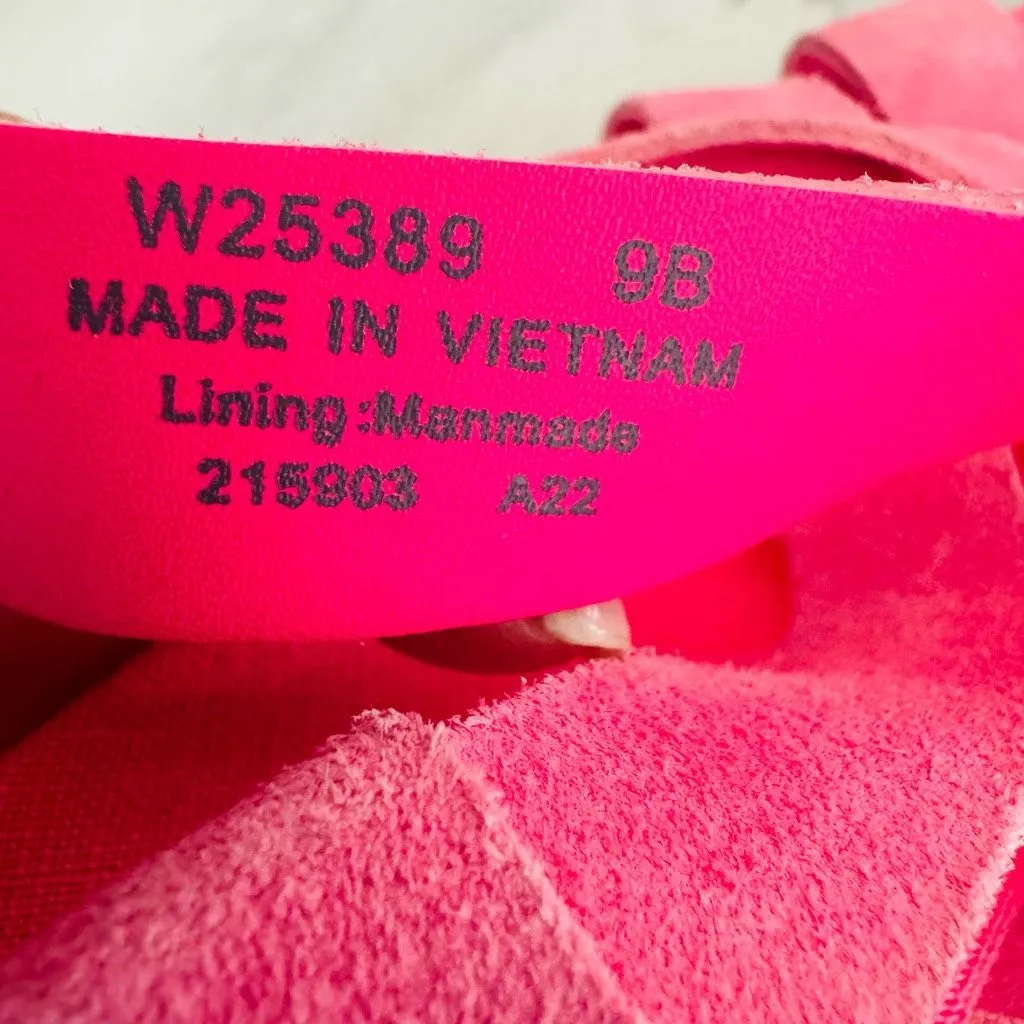 W25389 9B
MADE IN VIETNAM
Lining:Manmade
215903 A22